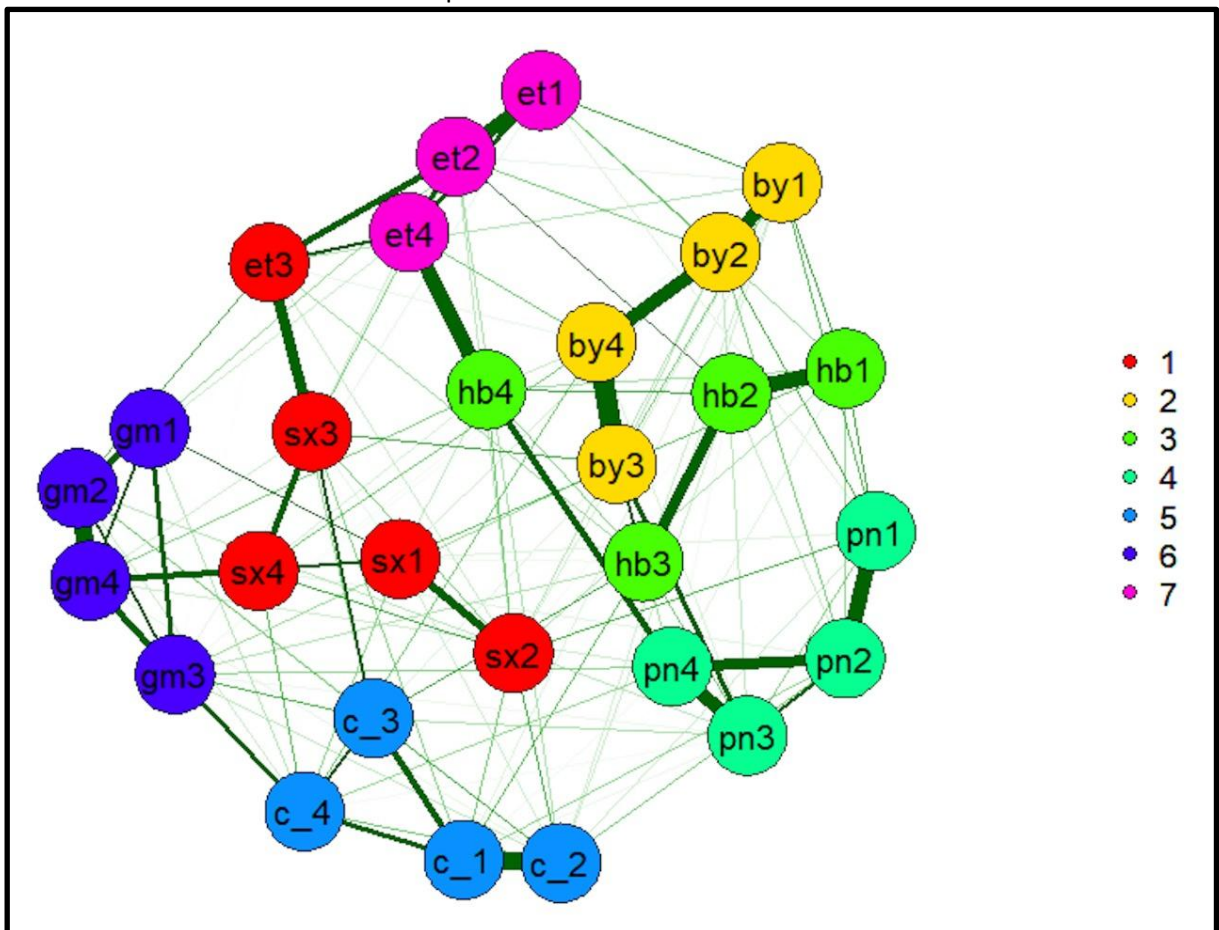 et1
et2
by1
et4
by2
et3
by4
hb1
hb4
hb2
gm1
sx3
by3
gm2
pn1
sx1
hb3
sx4
gm4
sx2
pn2
pn4
gm3
c_3
pn3
c_4
c_1
c_2
1
2
3
4
5
6
7